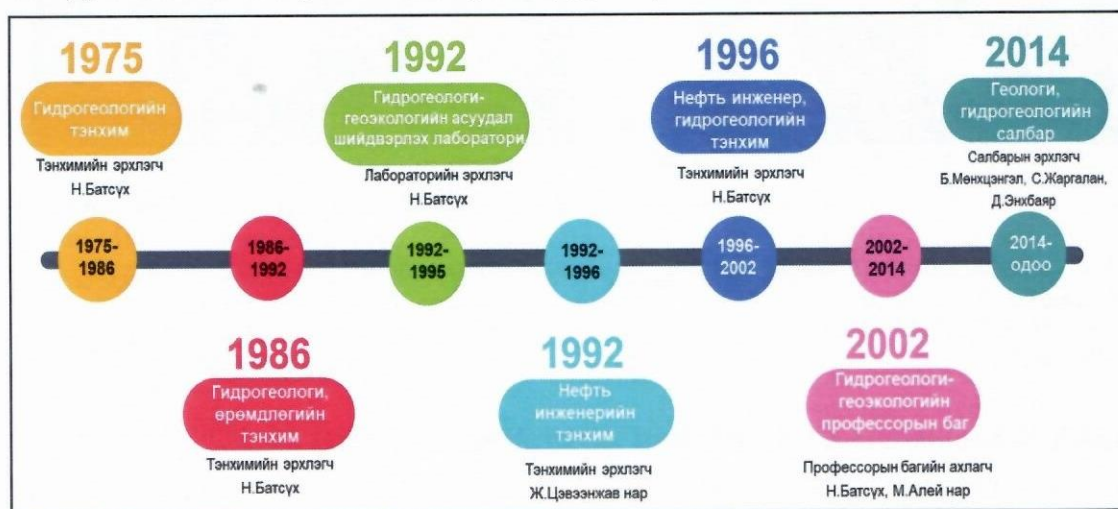 1975
Гидрогеологийн
тэнхим
Тэнхимийн эрхлэгч
Н.Батсүх
1992
Гидрогеологи-
геоэкологийн асуудал
шийдвэрлэх лаборатори
Лабораторийн эрхлэгч
Н.Батсүх
1996
Нефть инженер,
гидрогеологийн
тэнхим
Тэнхимийн эрхлэгч
Н.Батсүх
2014
Геологи,
гидрогеологийн
салбар
Салбарын эрхлэгч
Б.Мөнхцэнгэл, С.Жаргалан,
Д.Энхбаяр
1975-
1986
1986-
1992
1992-
1995
1992-
1996
1996-
2002
2002-
2014
2014-
одоо
1986
Гидрогеологи,
өрөмдлөгийн
тэнхим
Тэнхимийн эрхлэгч
Н.Батсүх
1992
Нефть
инженерийн
тэнхим
Тэнхимийн эрхлэгч
Ж.Цэвээнжав нар
2002
Гидрогеологи-
геоэкологийн
профессорын баг
Профессорын багийн ахлагч
Н.Батсүх, М.Алей нар